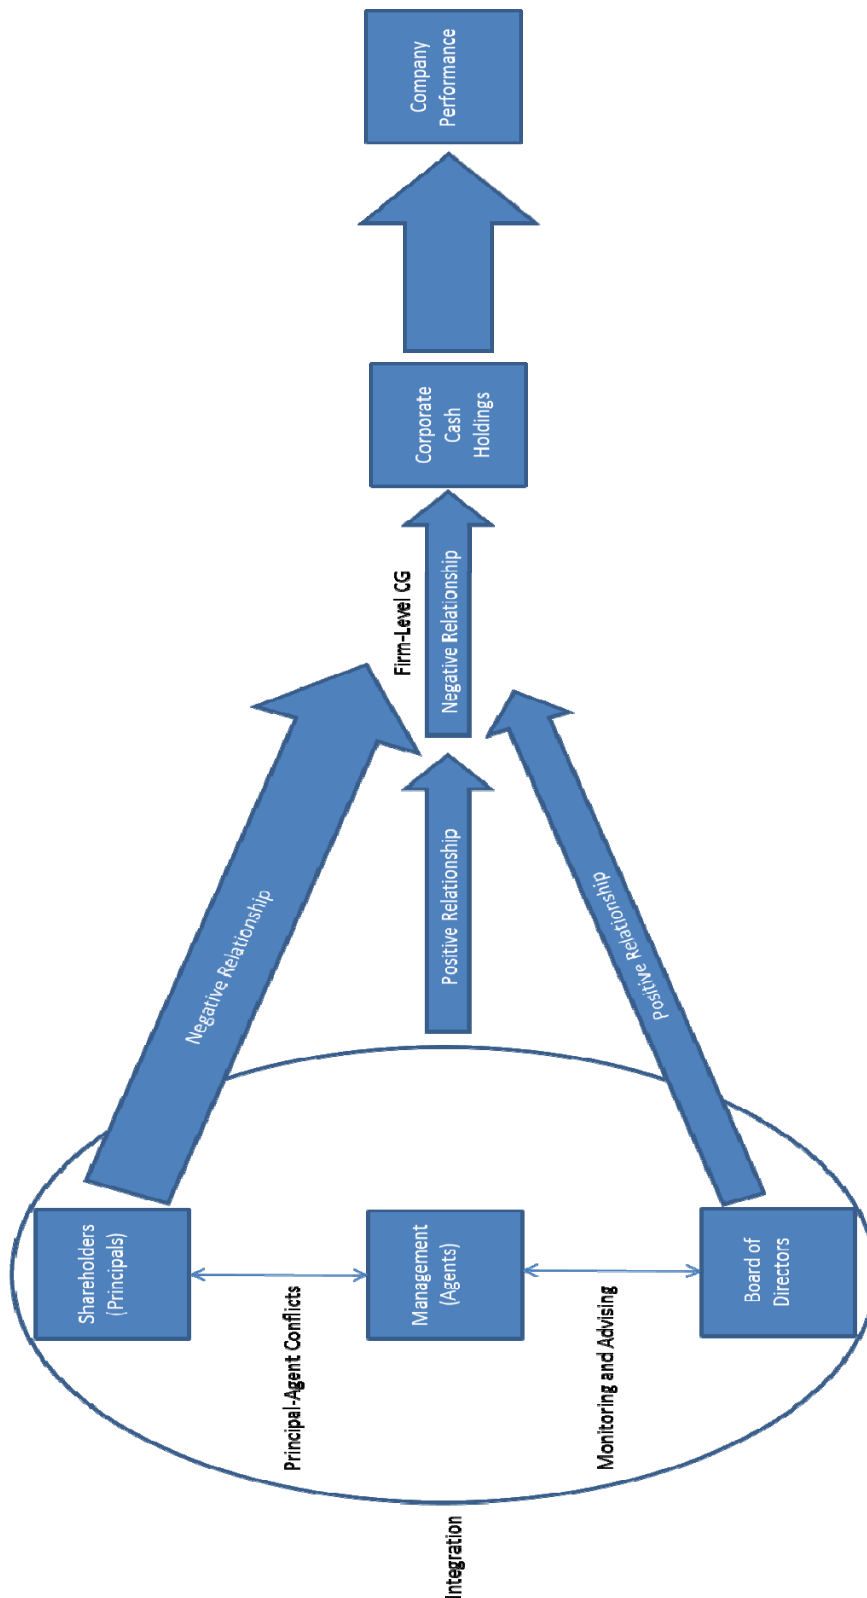 Integration
Shareholders
(Principals)
Principal-Agent Conflicts
Management
(Agents)
Monitoring and Advising
Board of
Directors
Negative Relationship
Positive Relationship
Positive Relationship
Firm-Level CG
Negative Relationship
Corporate
Cash
Holdings
Company
Performance